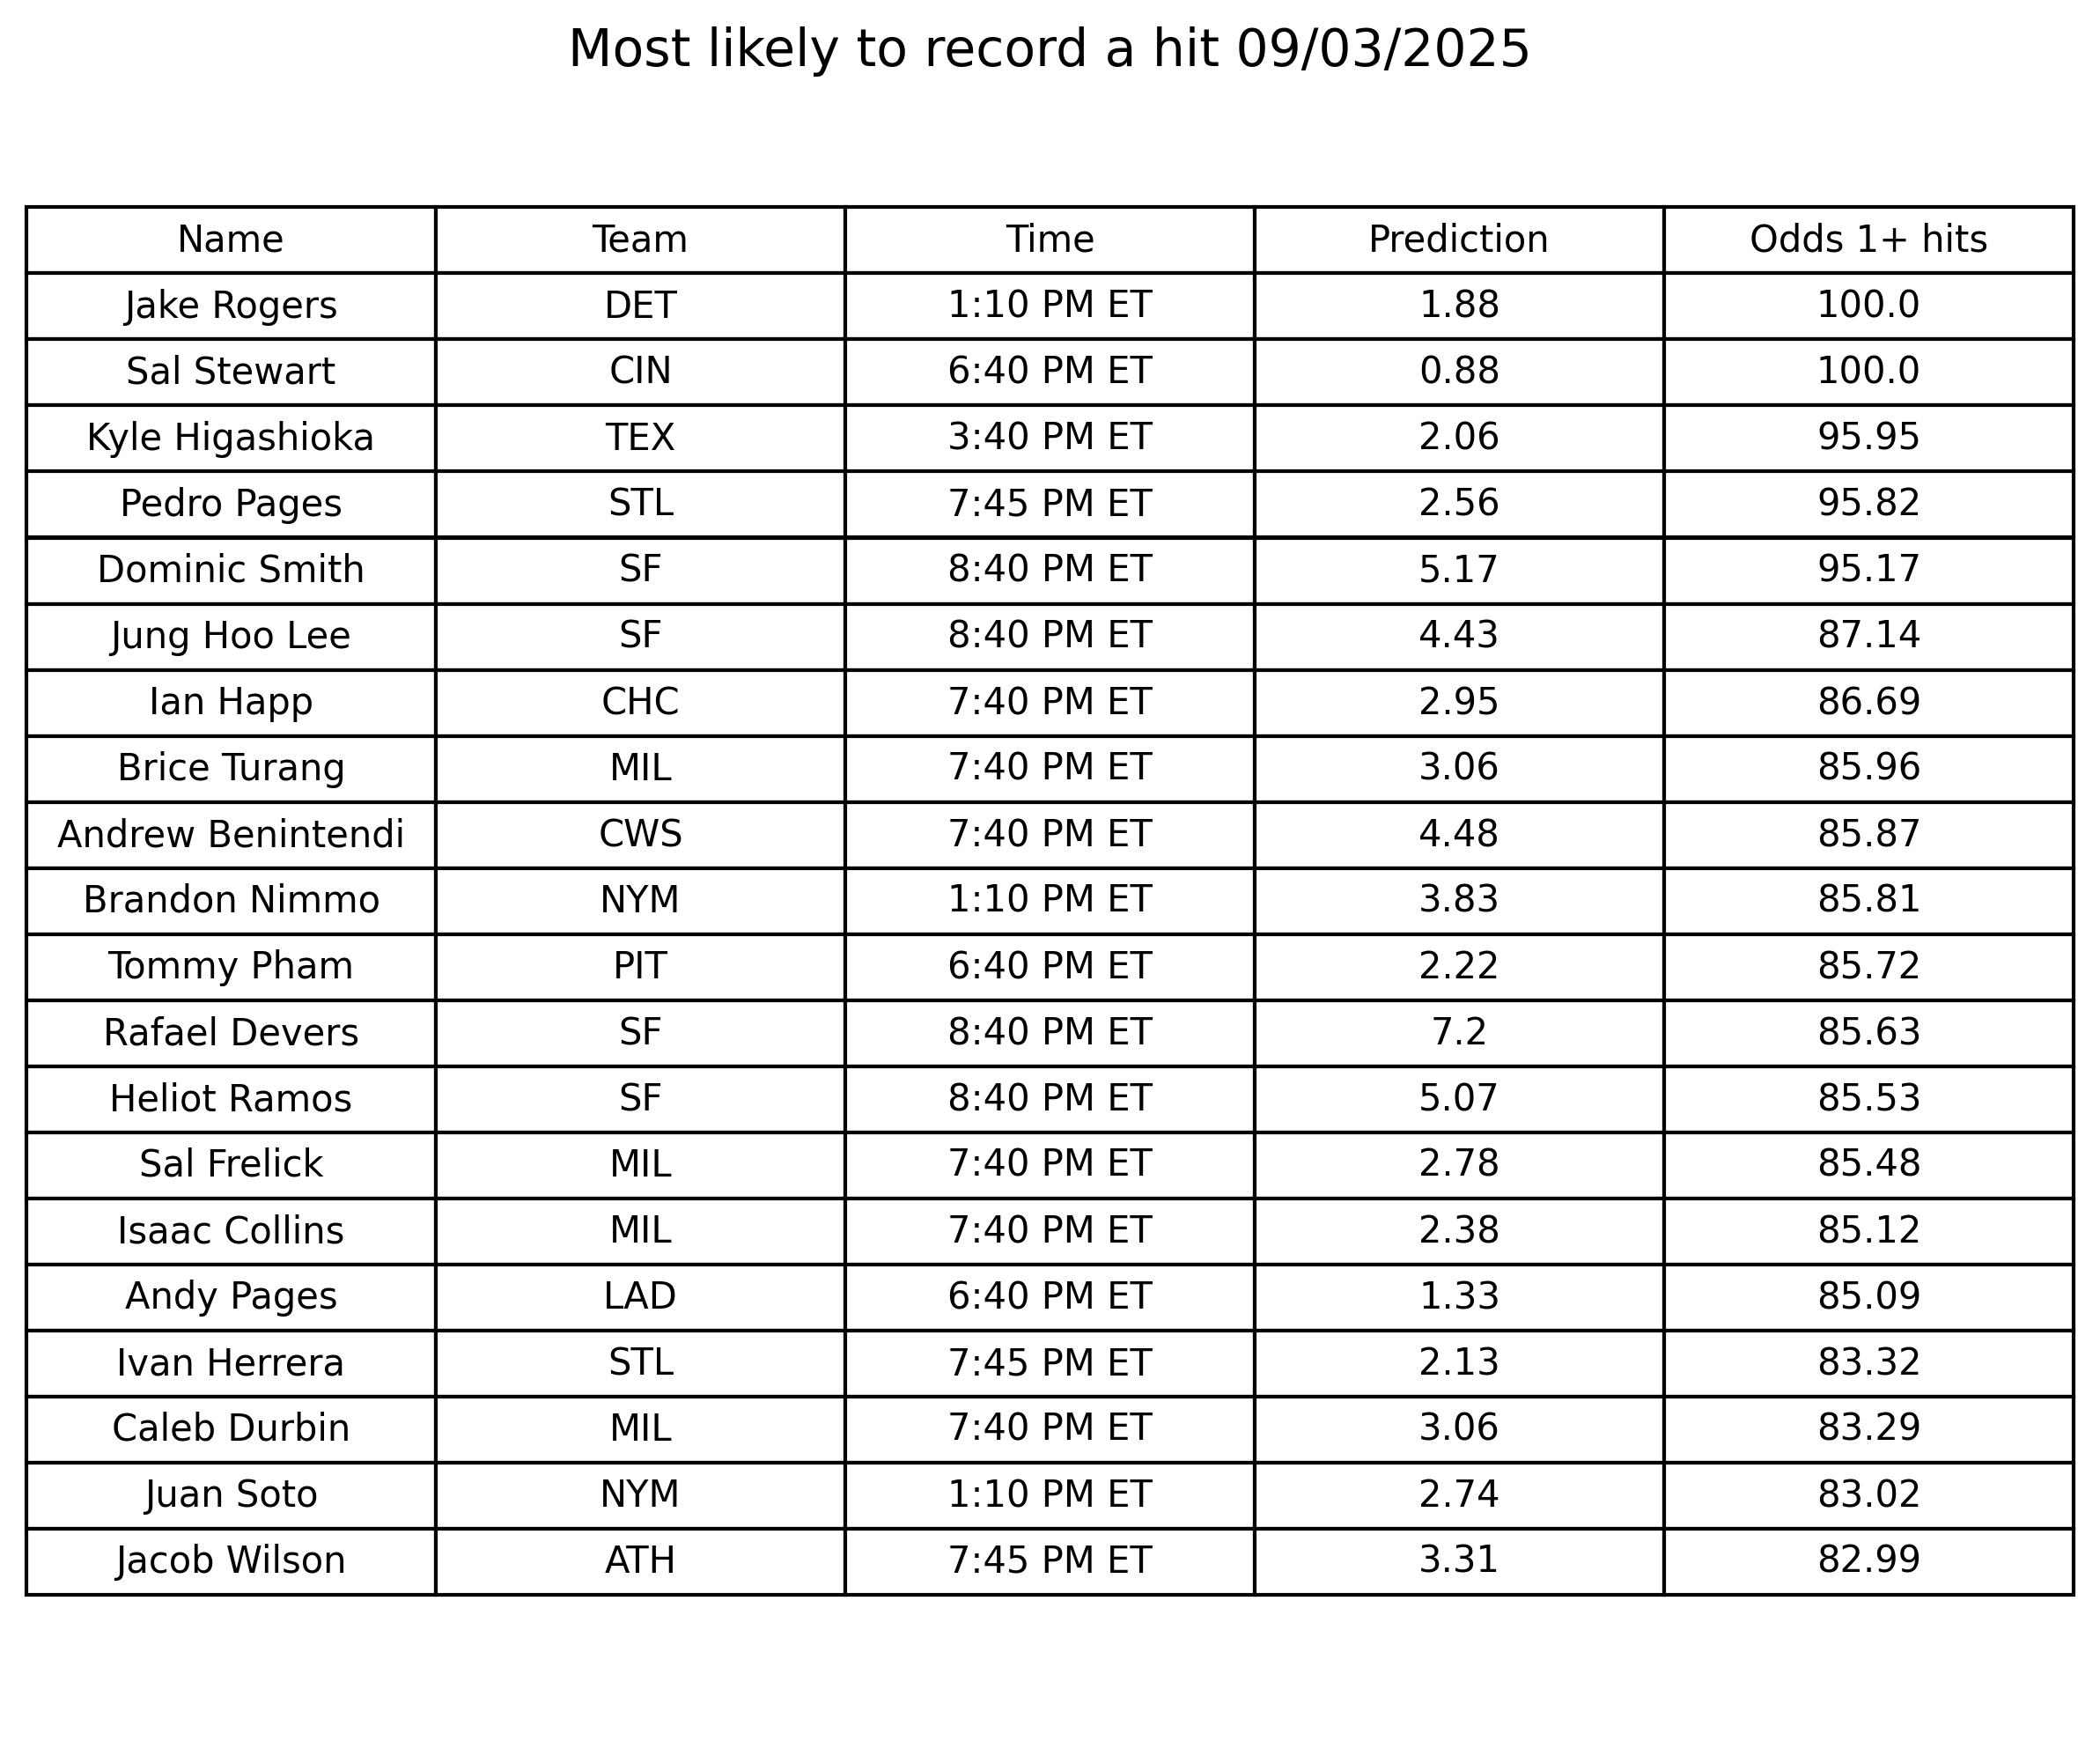 Most likely to record a hit 09/03/2025
Name Team Time Prediction Odds 1+ hits
Jake Rogers DET 1:10 PM ET 1.88 100.0
Sal Stewart CIN 6:40 PM ET 0.88 100.0
Kyle Higashioka TEX 3:40 PM ET 2.06 95.95
Pedro Pages STL 7:45 PM ET 2.56 95.82
Dominic Smith SF 8:40 PM ET 5.17 95.17
Jung Hoo Lee SF 8:40 PM ET 4.43 87.14
Ian Happ CHC 7:40 PM ET 2.95 86.69
Brice Turang MIL 7:40 PM ET 3.06 85.96
Andrew Benintendi CWS 7:40 PM ET 4.48 85.87
Brandon Nimmo NYM 1:10 PM ET 3.83 85.81
Tommy Pham PIT 6:40 PM ET 2.22 85.72
Rafael Devers SF 8:40 PM ET 7.2 85.63
Heliot Ramos SF 8:40 PM ET 5.07 85.53
Sal Frelick MIL 7:40 PM ET 2.78 85.48
Isaac Collins MIL 7:40 PM ET 2.38 85.12
Andy Pages LAD 6:40 PM ET 1.33 85.09
Ivan Herrera STL 7:45 PM ET 2.13 83.32
Caleb Durbin MIL 7:40 PM ET 3.06 83.29
Juan Soto NYM 1:10 PM ET 2.74 83.02
Jacob Wilson ATH 7:45 PM ET 3.31 82.99